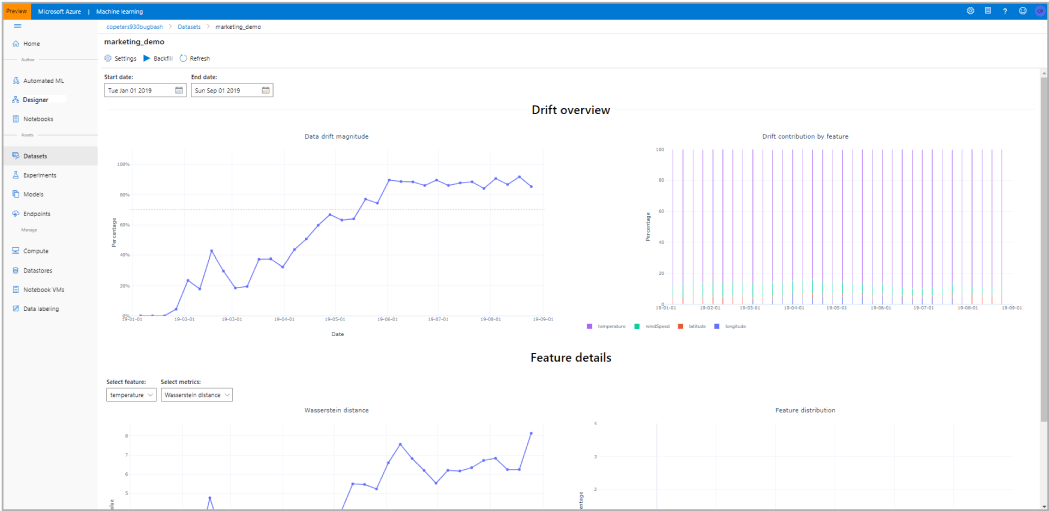 Preview Microsoft Azure | Machine learning
copeters930bugbash > Datasets > marketing_demo
marketing_demo
Settings Backfill Refresh
Home
Author
Automated ML
Designer
Notebooks
Assets
Datasets
Experiments
Models
Endpoints
Manage
Compute
Datastores
Notebook VMs
Data labeling
Start date: End date:
Tue Jan 01 2019 Sun Sep 01 2019
Drift overview
Data drift magnitude
100%
80%
60%
40%
20%
0%
Percentage
19-01-01 19-02-01 19-03-01 19-04-01 19-05-01 19-06-01 19-07-01 19-08-01 19-09-01
Date
Drift contribution by feature
100
80
60
40
20
0
Percentage
19-01-01 19-02-01 19-03-01 19-04-01 19-05-01 19-06-01 19-07-01 19-08-01 19-09-01
temperature windSpeed latitude longitude
Feature details
Select feature: Select metrics:
temperature Wasserstein distance
Wasserstein distance
8
7
6
5
Feature distribution
4
3
2